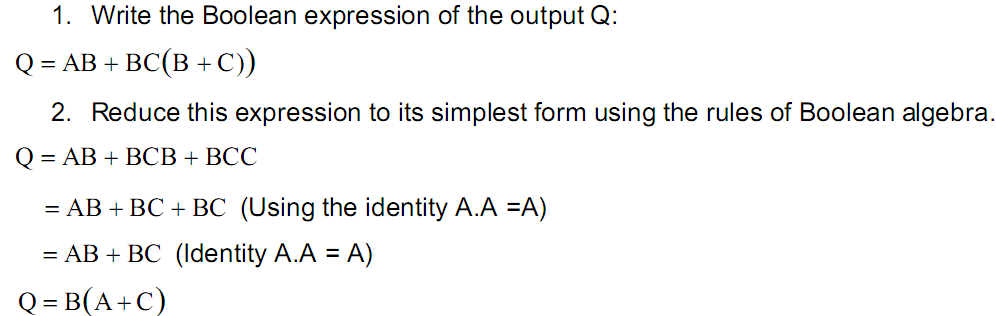 1. Write the Boolean expression of the output Q:
Q = AB + BC(B + C))
2. Reduce this expression to its simplest form using the rules of Boolean algebra.
Q = AB + BCB + BCC
= AB + BC + BC (Using the identity A.A =A)
= AB + BC (Identity A.A = A)
Q = B(A+C)